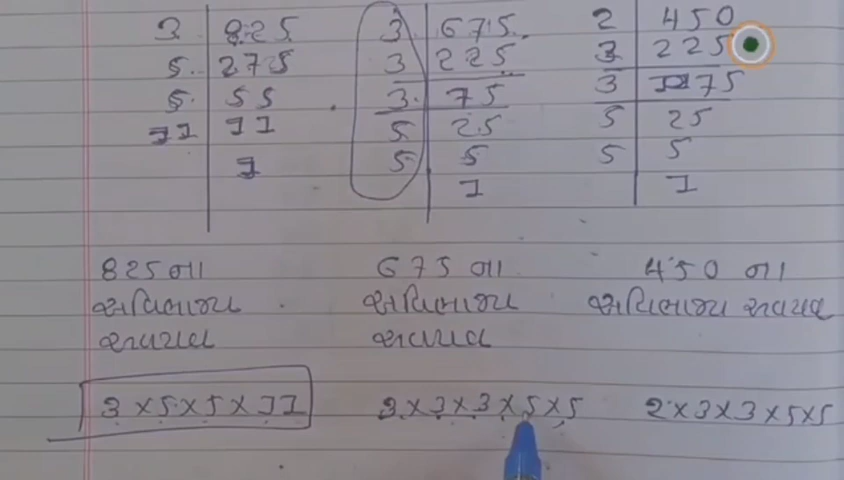 3 | 825
5 | 275
5 | 55
11 | 11
1
3 | 675
3 | 225
3 | 75
5 | 25
5 | 5
1
2 | 450
3 | 225
3 | 75
5 | 25
5 | 5
1
825 ના
અવિભાજ્ય
અવયવ
3 × 5 × 5 × 11
675 ના
અવિભાજ્ય
અવયવ
3 × 3 × 3 × 5 × 5
450 ના
અવિભાજ્ય અવયવ
2 × 3 × 3 × 5 × 5